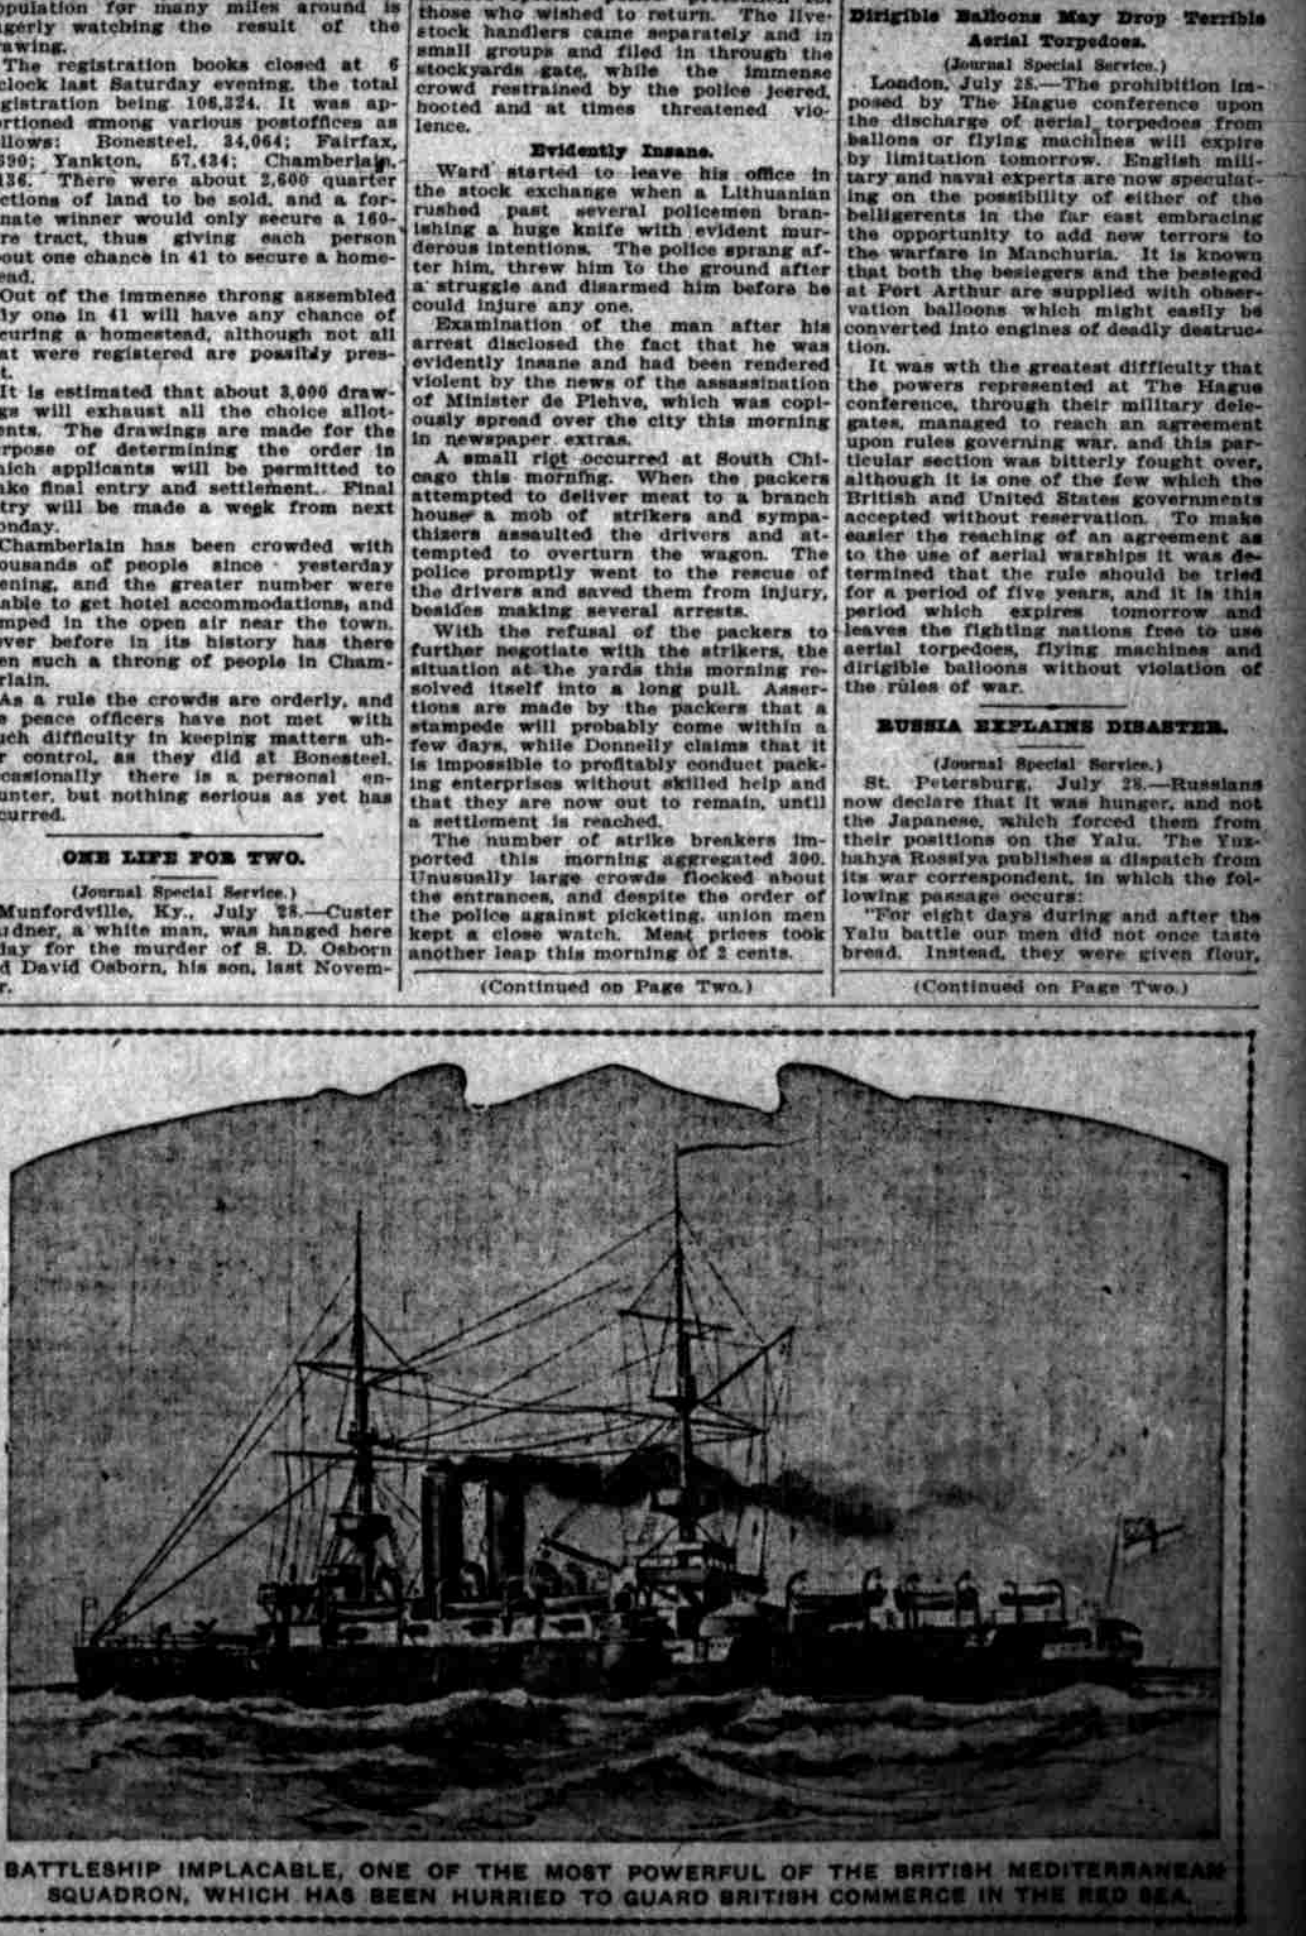 opulation for many miles around is
gerly watching the result of the
awing.
The registration books closed at 6
clock last Saturday evening, the total
gistration being 106,324. It was ap-
rtioned among various postoffices as
llows: Bonesteel, 34,064; Fairfax,
590; Yankton, 57,434; Chamberlain,
136. There were about 2,600 quarter
ctions of land to be sold, and a for-
nate winner would only secure a 160-
re tract, thus giving each person
out one chance in 41 to secure a home-
ead.
Out of the immense throng assembled
ly one in 41 will have any chance of
curing a homestead, although not all
at were registered are possibly pres-
t.
It is estimated that about 3,000 draw-
gs will exhaust all the choice allot-
ents. The drawings are made for the
rpose of determining the order in
hich applicants will be permitted to
ake final entry and settlement. Final
try will be made a week from next
onday.
Chamberlain has been crowded with
ousands of people since yesterday
ening, and the greater number were
able to get hotel accommodations, and
mped in the open air near the town.
ver before in its history has there
en such a throng of people in Cham-
rlain.
As a rule the crowds are orderly, and
e peace officers have not met with
uch difficulty in keeping matters un-
r control, as they did at Bonesteel.
casionally there is a personal en-
unter, but nothing serious as yet has
curred.
ONE LIFE FOR TWO.
(Journal Special Service.)
Munfordville, Ky., July 28.—Custer
rdner, a white man, was hanged here
day for the murder of S. D. Osborn
d David Osborn, his son, last Novem-
r.
those who wished to return. The live-
stock handlers came separately and in
small groups and filed in through the
stockyards gate, while the immense
crowd restrained by the police jeered,
hooted and at times threatened vio-
lence.
Evidently Insane.
Ward started to leave his office in
the stock exchange when a Lithuanian
rushed past several policemen bran-
ishing a huge knife with evident mur-
derous intentions. The police sprang af-
ter him, threw him to the ground after
a struggle and disarmed him before he
could injure any one.
Examination of the man after his
arrest disclosed the fact that he was
evidently insane and had been rendered
violent by the news of the assassination
of Minister de Plehve, which was copi-
ously spread over the city this morning
in newspaper extras.
A small riot occurred at South Chi-
cago this morning. When the packers
attempted to deliver meat to a branch
house a mob of strikers and sympa-
thizers assaulted the drivers and at-
tempted to overturn the wagon. The
police promptly went to the rescue of
the drivers and saved them from injury,
besides making several arrests.
With the refusal of the packers to
further negotiate with the strikers, the
situation at the yards this morning re-
solved itself into a long pull. Asser-
tions are made by the packers that a
stampede will probably come within a
few days, while Donnelly claims that it
is impossible to profitably conduct pack-
ing enterprises without skilled help and
that they are now out to remain, until
a settlement is reached.
The number of strike breakers im-
ported this morning aggregated 300.
Unusually large crowds flocked about
the entrances, and despite the order of
the police against picketing, union men
kept a close watch. Meat prices took
another leap this morning of 2 cents.
(Continued on Page Two.)
Dirigible Balloons May Drop Terrible
Aerial Torpedoes.
(Journal Special Service.)
London, July 28.—The prohibition im-
posed by The Hague conference upon
the discharge of aerial torpedoes from
ballons or flying machines will expire
by limitation tomorrow. English mili-
tary and naval experts are now speculat-
ing on the possibility of either of the
belligerents in the far east embracing
the opportunity to add new terrors to
the warfare in Manchuria. It is known
that both the besiegers and the besieged
at Port Arthur are supplied with obser-
vation balloons which might easily be
converted into engines of deadly destruc-
tion.
It was wth the greatest difficulty that
the powers represented at The Hague
conference, through their military dele-
gates, managed to reach an agreement
upon rules governing war, and this par-
ticular section was bitterly fought over,
although it is one of the few which the
British and United States governments
accepted without reservation. To make
easier the reaching of an agreement as
to the use of aerial warships it was de-
termined that the rule should be tried
for a period of five years, and it is this
period which expires tomorrow and
leaves the fighting nations free to use
aerial torpedoes, flying machines and
dirigible balloons without violation of
the rules of war.
RUSSIA EXPLAINS DISASTER.
(Journal Special Service.)
St. Petersburg, July 28.—Russians
now declare that it was hunger, and not
the Japanese, which forced them from
their positions on the Yalu. The Yuz-
hahya Rossiya publishes a dispatch from
its war correspondent, in which the fol-
lowing passage occurs:
"For eight days during and after the
Yalu battle our men did not once taste
bread. Instead, they were given flour,
(Continued on Page Two.)
BATTLESHIP IMPLACABLE, ONE OF THE MOST POWERFUL OF THE BRITISH MEDITERRANEAN
SQUADRON, WHICH HAS BEEN HURRIED TO GUARD BRITISH COMMERCE IN THE RED SEA.